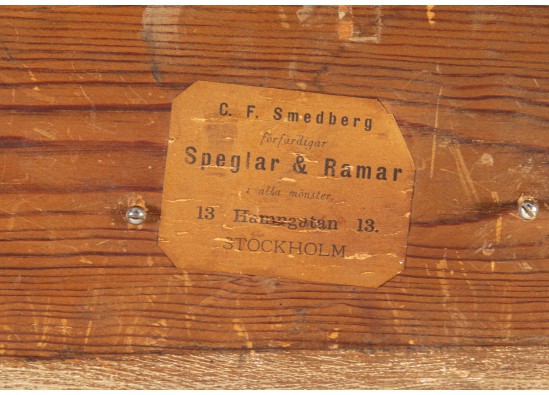 C. F. Smedberg
förfärdigar
Speglar & Ramar
i alla mönster,
13 Hamngatan 13.
STOCKHOLM.